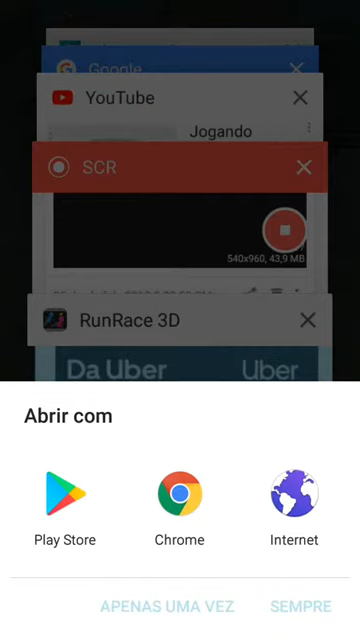 Google
YouTube
Jogando
SCR
540x960, 43,9 MB
RunRace 3D
Da Uber
Uber
Abrir com
Play Store
Chrome
Internet
APENAS UMA VEZ
SEMPRE